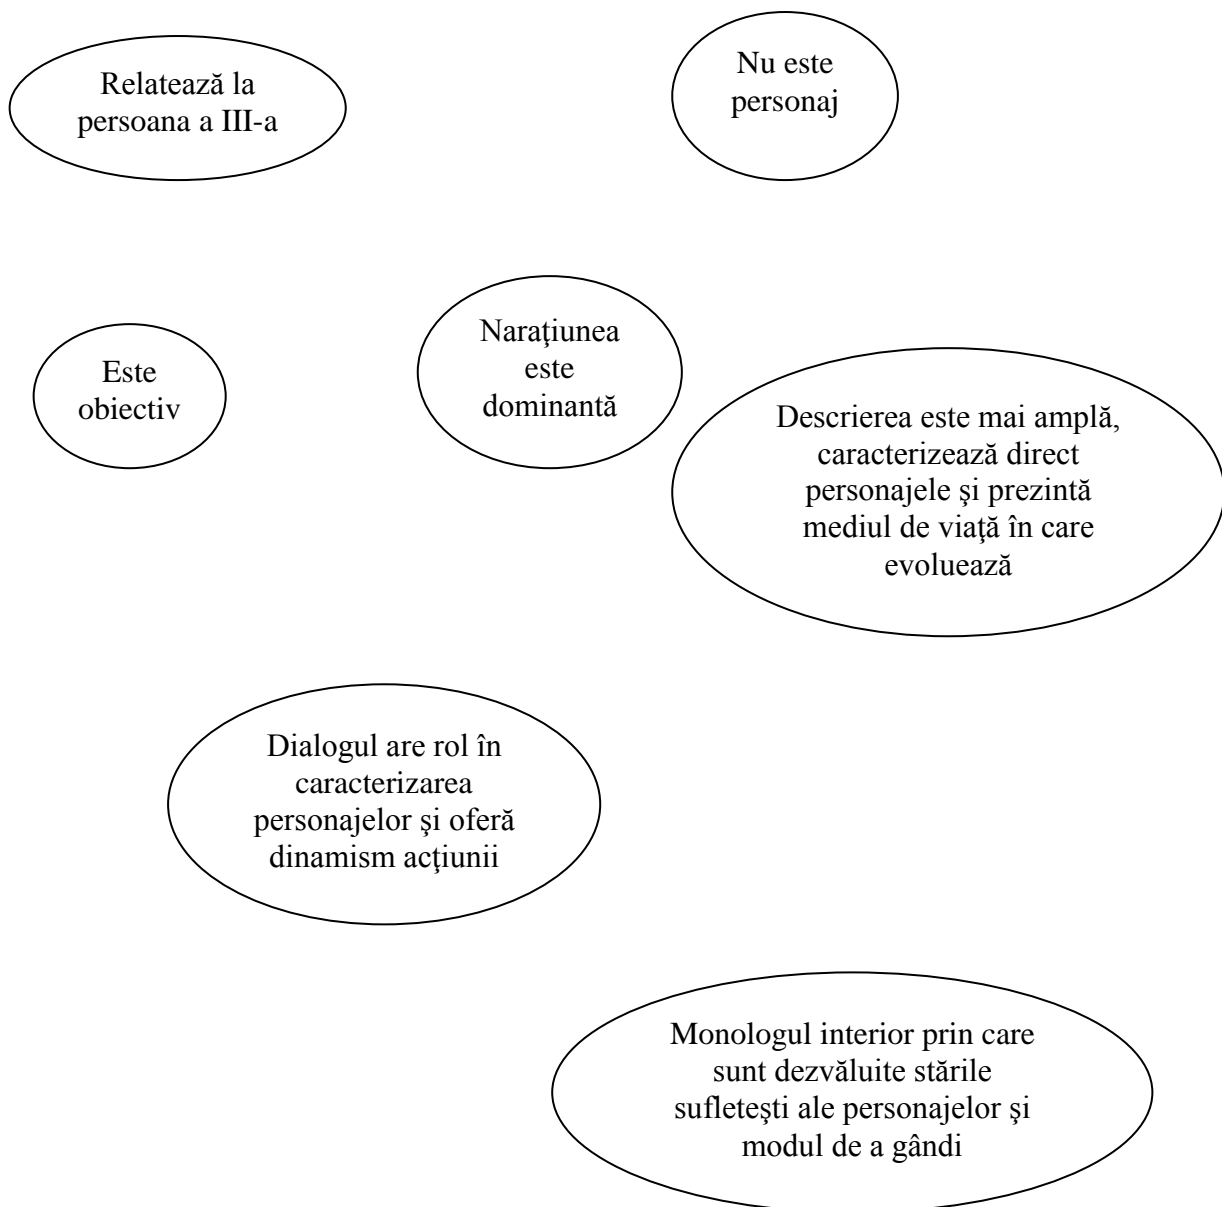 Relatează la
persoana a III-a
Nu este
personaj
Este
obiectiv
Naraţiunea
este
dominantă
Descrierea este mai amplă,
caracterizează direct
personajele şi prezintă
mediul de viaţă în care
evoluează
Dialogul are rol în
caracterizarea
personajelor şi oferă
dinamism acţiunii
Monologul interior prin care
sunt dezvăluite stările
sufleteşti ale personajelor şi
modul de a gândi